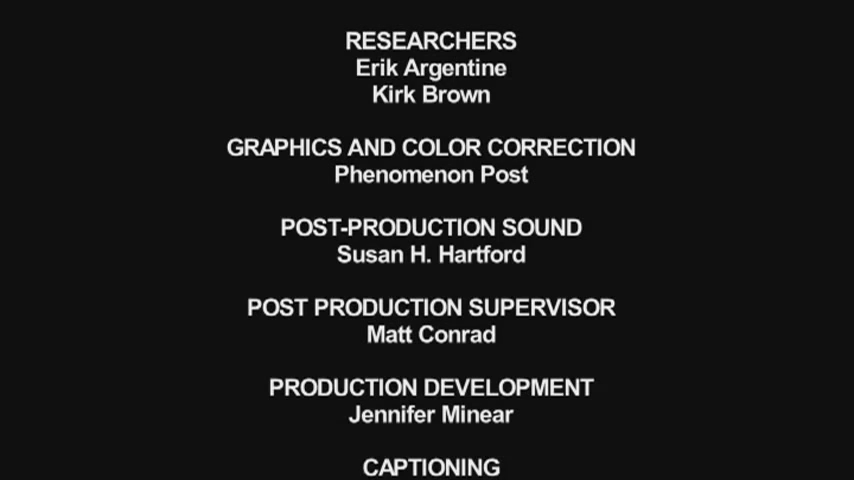 RESEARCHERS
Erik Argentine
Kirk Brown
GRAPHICS AND COLOR CORRECTION
Phenomenon Post
POST-PRODUCTION SOUND
Susan H. Hartford
POST PRODUCTION SUPERVISOR
Matt Conrad
PRODUCTION DEVELOPMENT
Jennifer Minear
CAPTIONING